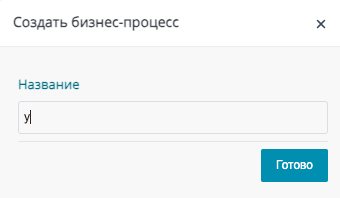 Создать бизнес-процесс
Название
у
Готово